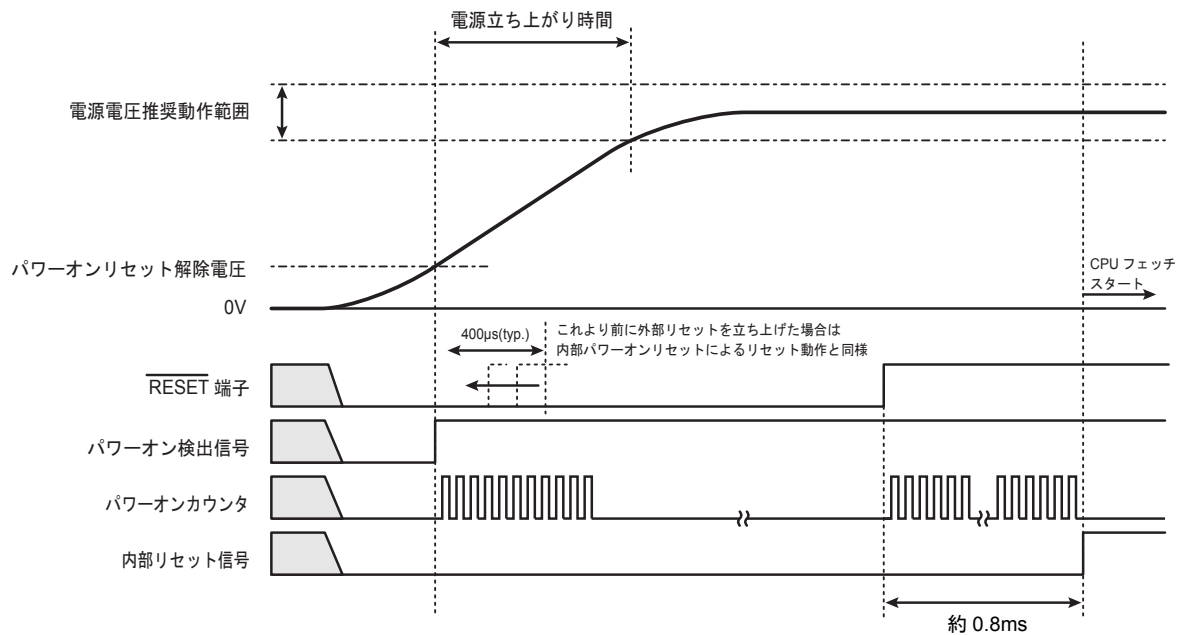 電源立ち上がり時間
電源電圧推奨動作範囲
パワーオンリセット解除電圧
0V
CPU フェッチ
スタート
400µs(typ.)
これより前に外部リセットを立ち上げた場合は
内部パワーオンリセットによるリセット動作と同様
RESET 端子
パワーオン検出信号
パワーオンカウンタ
内部リセット信号
約 0.8ms